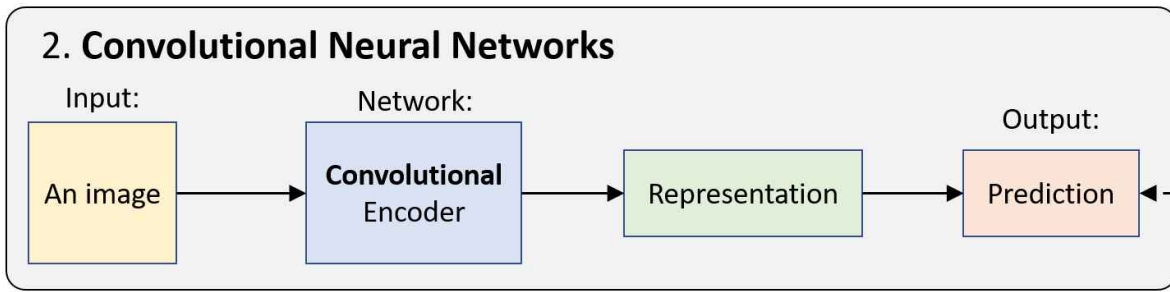 2. Convolutional Neural Networks
Input:
Network:
Output:
An image
Convolutional
Encoder
Representation
Prediction